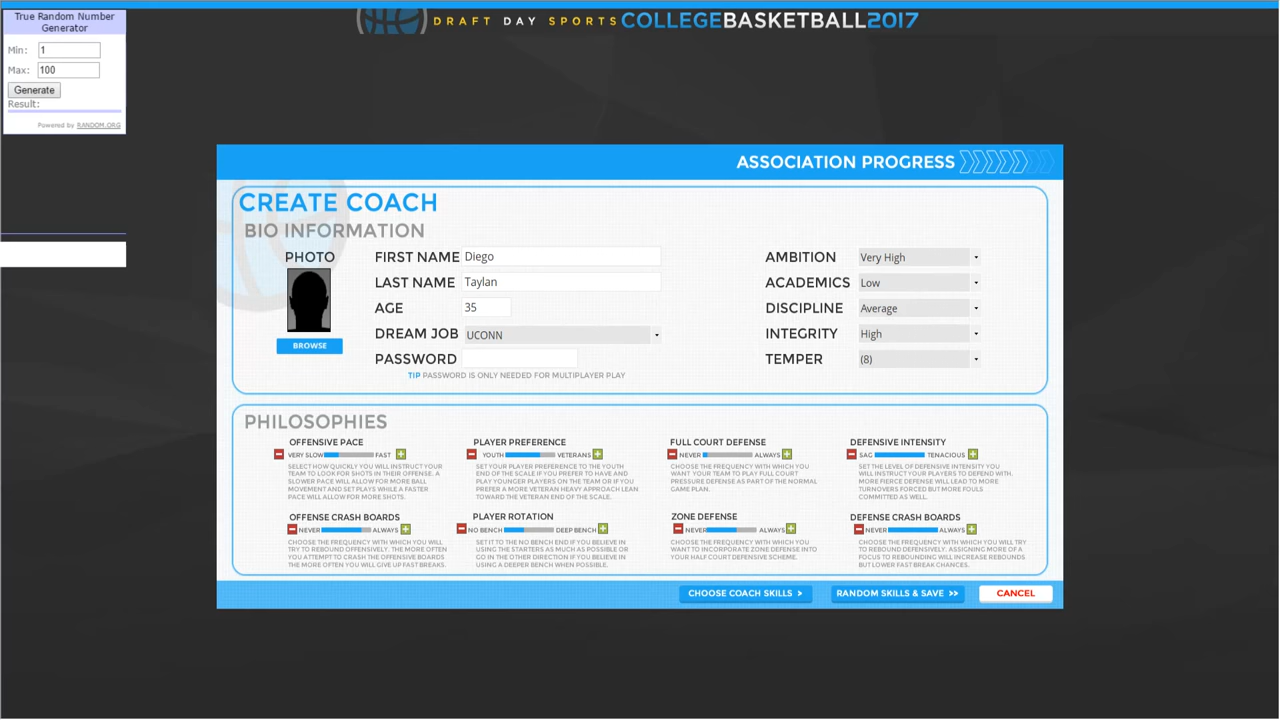 True Random Number
Generator
Min: 1
Max: 100
Generate
Result:
Powered by RANDOM.ORG
DRAFT DAY SPORTS COLLEGEBASKETBALL2017
ASSOCIATION PROGRESS
CREATE COACH
BIO INFORMATION
PHOTO
BROWSE
FIRST NAME Diego
LAST NAME Taylan
AGE 35
DREAM JOB UCONN
PASSWORD
TIP PASSWORD IS ONLY NEEDED FOR MULTIPLAYER PLAY
AMBITION Very High
ACADEMICS Low
DISCIPLINE Average
INTEGRITY High
TEMPER (8)
PHILOSOPHIES
OFFENSIVE PACE
VERY SLOW FAST
SELECT HOW QUICKLY YOU WILL INSTRUCT YOUR
TEAM TO LOOK FOR SHOTS IN THEIR OFFENSE. A
SLOWER PACE WILL ALLOW FOR MORE BALL
MOVEMENT AND SET PLAYS WHILE A FASTER
PACE WILL ALLOW FOR MORE SHOTS.
PLAYER PREFERENCE
YOUTH VETERANS
SET YOUR PLAYER PREFERENCE TO THE YOUTH
END OF THE SCALE IF YOU PREFER TO HAVE AND
PLAY YOUNGER PLAYERS ON THE TEAM OR IF YOU
PREFER A MORE VETERAN HEAVY APPROACH LEAN
TOWARD THE VETERAN END OF THE SCALE.
FULL COURT DEFENSE
NEVER ALWAYS
CHOOSE THE FREQUENCY WITH WHICH YOU
WANT YOUR TEAM TO PLAY FULL COURT
PRESSURE DEFENSE AS PART OF THE NORMAL
GAME PLAN.
DEFENSIVE INTENSITY
SAG TENACIOUS
SET THE LEVEL OF DEFENSIVE INTENSITY YOU
WILL INSTRUCT YOUR PLAYERS TO DEFEND WITH.
MORE FIERCE DEFENSE WILL LEAD TO MORE
TURNOVERS FORCED BUT MORE FOULS
COMMITTED AS WELL.
OFFENSE CRASH BOARDS
NEVER ALWAYS
CHOOSE THE FREQUENCY WITH WHICH YOU WILL
TRY TO REBOUND OFFENSIVELY. THE MORE OFTEN
YOU ATTEMPT TO CRASH THE OFFENSIVE BOARDS
THE MORE OFTEN YOU WILL GIVE UP FAST BREAKS.
PLAYER ROTATION
NO BENCH DEEP BENCH
SET IT TO THE NO BENCH END IF YOU BELIEVE IN
USING THE STARTERS AS MUCH AS POSSIBLE OR
GO IN THE OTHER DIRECTION IF YOU BELIEVE IN
USING A DEEPER BENCH WHEN POSSIBLE.
ZONE DEFENSE
NEVER ALWAYS
CHOOSE THE FREQUENCY WITH WHICH YOU
WANT TO INCORPORATE ZONE DEFENSE INTO
YOUR HALF COURT DEFENSIVE SCHEME.
DEFENSE CRASH BOARDS
NEVER ALWAYS
CHOOSE THE FREQUENCY WITH WHICH YOU WILL TRY
TO REBOUND DEFENSIVELY. ASSIGNING MORE OF A
FOCUS TO REBOUNDING WILL INCREASE REBOUNDS
BUT LOWER FAST BREAK CHANCES.
CHOOSE COACH SKILLS >
RANDOM SKILLS & SAVE >>
CANCEL